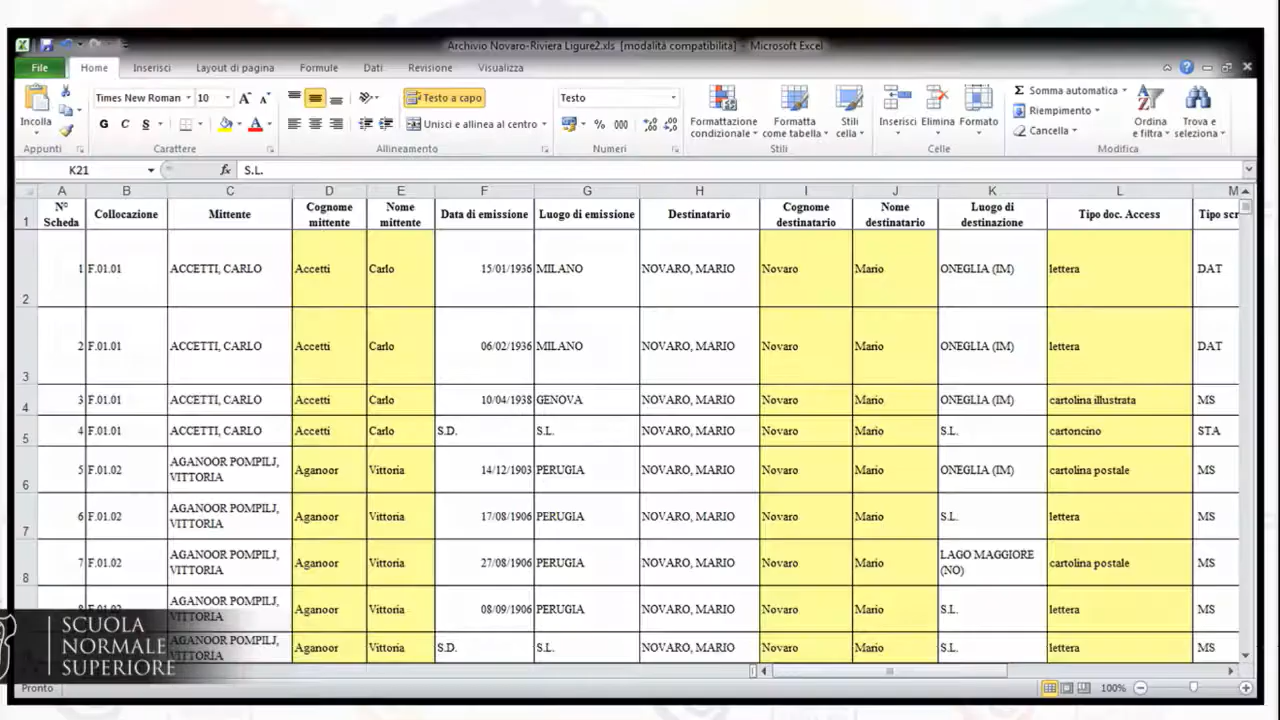 Archivio Novaro-Riviera Ligure2.xls [modalità compatibilità] - Microsoft Excel
File Home Inserisci Layout di pagina Formule Dati Revisione Visualizza
Incolla
Appunti
Times New Roman 10
G C S
Carattere
Testo a capo
Unisci e allinea al centro
Allineamento
Testo
% 000
Numeri
Formattazione condizionale
Formatta come tabella
Stili cella
Stili
Inserisci Elimina Formato
Celle
Σ Somma automatica
Riempimento
Cancella
Ordina e filtra
Trova e seleziona
Modifica
K21 fx S.L.
A B C D E F G H I J K L M
1 N° Scheda Collocazione Mittente Cognome mittente Nome mittente Data di emissione Luogo di emissione Destinatario Cognome destinatario Nome destinatario Luogo di destinazione Tipo doc. Access Tipo scr
2 1 F.01.01 ACCETTI, CARLO Accetti Carlo 15/01/1936 MILANO NOVARO, MARIO Novaro Mario ONEGLIA (IM) lettera DAT
3 2 F.01.01 ACCETTI, CARLO Accetti Carlo 06/02/1936 MILANO NOVARO, MARIO Novaro Mario ONEGLIA (IM) lettera DAT
4 3 F.01.01 ACCETTI, CARLO Accetti Carlo 10/04/1938 GENOVA NOVARO, MARIO Novaro Mario ONEGLIA (IM) cartolina illustrata MS
5 4 F.01.01 ACCETTI, CARLO Accetti Carlo S.D. S.L. NOVARO, MARIO Novaro Mario S.L. cartoncino STA
6 5 F.01.02 AGANOOR POMPILJ, VITTORIA Aganoor Vittoria 14/12/1903 PERUGIA NOVARO, MARIO Novaro Mario ONEGLIA (IM) cartolina postale MS
7 6 F.01.02 AGANOOR POMPILJ, VITTORIA Aganoor Vittoria 17/08/1906 PERUGIA NOVARO, MARIO Novaro Mario S.L. lettera MS
8 7 F.01.02 AGANOOR POMPILJ, VITTORIA Aganoor Vittoria 27/08/1906 PERUGIA NOVARO, MARIO Novaro Mario LAGO MAGGIORE (NO) cartolina postale MS
8 F.01.02 AGANOOR POMPILJ, VITTORIA Aganoor Vittoria 08/09/1906 PERUGIA NOVARO, MARIO Novaro Mario S.L. lettera MS
AGANOOR POMPILJ, VITTORIA Aganoor Vittoria S.D. S.L. NOVARO, MARIO Novaro Mario S.L. lettera MS
SCUOLA
NORMALE
SUPERIORE
Pronto 100%